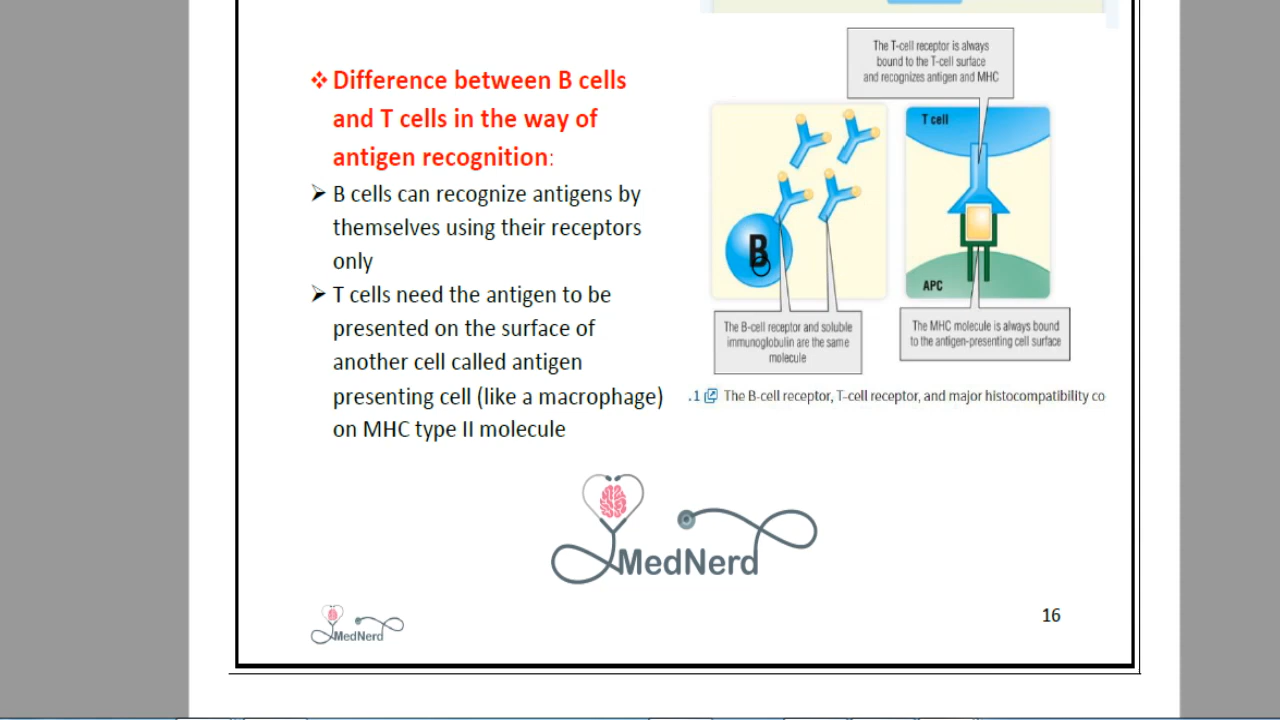 ❖ Difference between B cells
and T cells in the way of
antigen recognition:
➤ B cells can recognize antigens by
themselves using their receptors
only
➤ T cells need the antigen to be
presented on the surface of
another cell called antigen
presenting cell (like a macrophage)
on MHC type II molecule
The T-cell receptor is always
bound to the T-cell surface
and recognizes antigen and MHC
T cell
B
APC
The B-cell receptor and soluble
immunoglobulin are the same
molecule
The MHC molecule is always bound
to the antigen-presenting cell surface
.1 The B-cell receptor, T-cell receptor, and major histocompatibility co
MedNerd
MedNerd
16